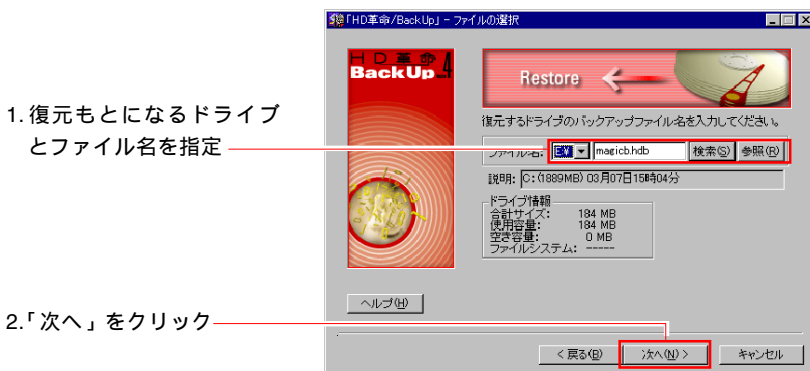 「HD革命/BackUp」 - ファイルの選択
HD革命
BackUp 4
Restore
1. 復元もとになるドライブ
とファイル名を指定
復元するドライブのバックアップファイル名を入力してください。
ファイル名: E:¥ magicb.hdb 検索(S) 参照(R)
説明: C:(1889MB) 03月07日15時04分
ドライブ情報
合計サイズ: 184 MB
使用容量: 184 MB
空き容量: 0 MB
ファイルシステム: -----
ヘルプ(H)
2.「次へ」をクリック
< 戻る(B) 次へ(N) > キャンセル